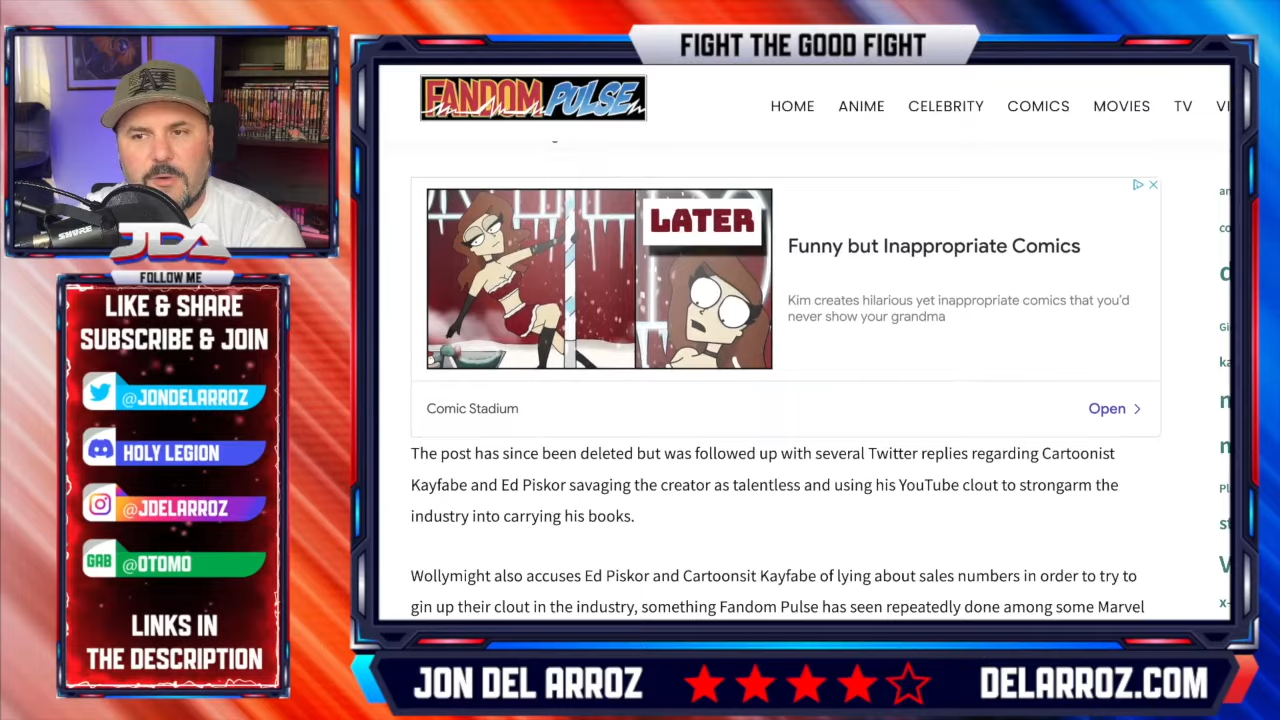 FIGHT THE GOOD FIGHT
FANDOM PULSE
HOME ANIME CELEBRITY COMICS MOVIES TV VI
LATER
Funny but Inappropriate Comics
Kim creates hilarious yet inappropriate comics that you'd
never show your grandma
Comic Stadium
Open
The post has since been deleted but was followed up with several Twitter replies regarding Cartoonist
Kayfabe and Ed Piskor savaging the creator as talentless and using his YouTube clout to strongarm the
industry into carrying his books.
Wollymight also accuses Ed Piskor and Cartoonsit Kayfabe of lying about sales numbers in order to try to
gin up their clout in the industry, something Fandom Pulse has seen repeatedly done among some Marvel
SHURE
JDA
FOLLOW ME
LIKE & SHARE
SUBSCRIBE & JOIN
@JONDELARROZ
HOLY LEGION
@JDELARROZ
GAB @OTOMO
LINKS IN
THE DESCRIPTION
JON DEL ARROZ
DELARROZ.COM